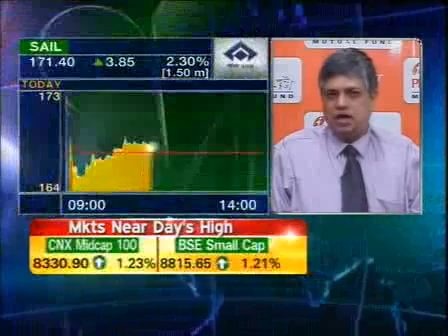 SAIL
171.40 ▲ 3.85 2.30%
[1.50 m]
TODAY
173
164
09:00 14:00
MUTUAL FUND
FUND
Mkts Near Day's High
CNX Midcap 100 BSE Small Cap
8330.90 1.23% 8815.65 1.21%